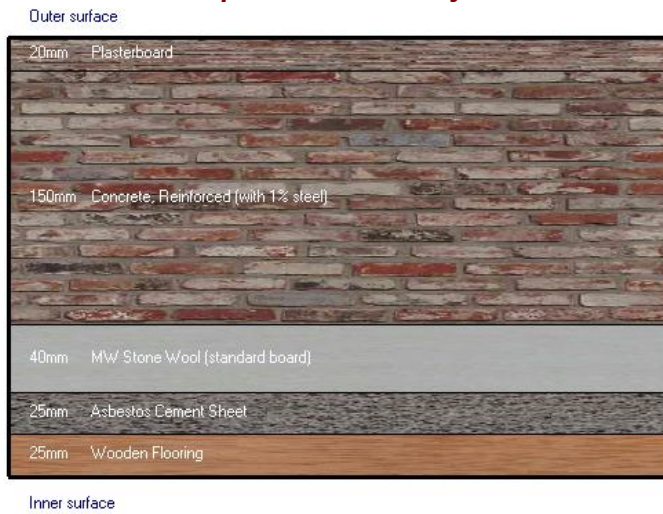 Outer surface
20mm Plasterboard
150mm Concrete, Reinforced (with 1% steel)
40mm MW Stone Wool (standard board)
25mm Asbestos Cement Sheet
25mm Wooden Flooring
Inner surface